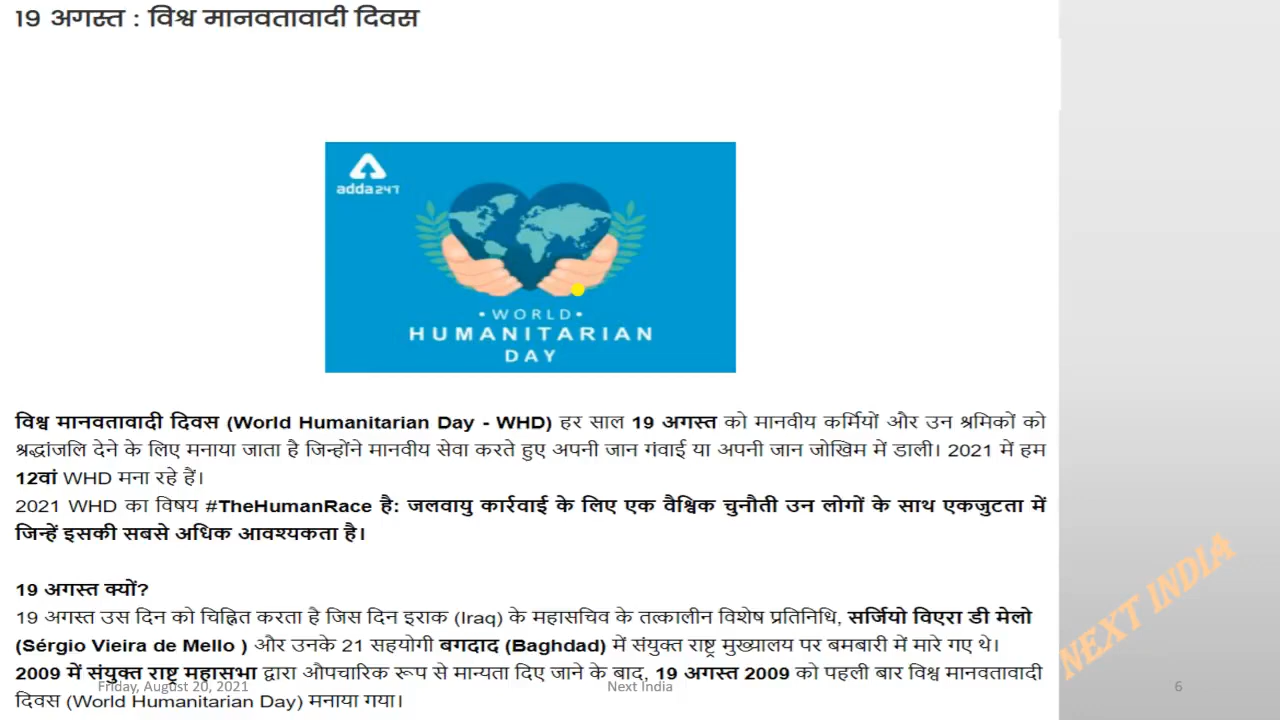 19 अगस्त : विश्व मानवतावादी दिवस
adda247
•WORLD•
HUMANITARIAN
DAY
विश्व मानवतावादी दिवस (World Humanitarian Day - WHD) हर साल 19 अगस्त को मानवीय कर्मियों और उन श्रमिकों को
श्रद्धांजलि देने के लिए मनाया जाता है जिन्होंने मानवीय सेवा करते हुए अपनी जान गंवाई या अपनी जान जोखिम में डाली। 2021 में हम
12वां WHD मना रहे हैं।
2021 WHD का विषय #TheHumanRace है: जलवायु कार्रवाई के लिए एक वैश्विक चुनौती उन लोगों के साथ एकजुटता में
जिन्हें इसकी सबसे अधिक आवश्यकता है।
19 अगस्त क्यों?
19 अगस्त उस दिन को चिह्नित करता है जिस दिन इराक (Iraq) के महासचिव के तत्कालीन विशेष प्रतिनिधि, सर्जियो विएरा डी मेलो
(Sérgio Vieira de Mello ) और उनके 21 सहयोगी बगदाद (Baghdad) में संयुक्त राष्ट्र मुख्यालय पर बमबारी में मारे गए थे।
2009 में संयुक्त राष्ट्र महासभा द्वारा औपचारिक रूप से मान्यता दिए जाने के बाद, 19 अगस्त 2009 को पहली बार विश्व मानवतावादी
दिवस (World Humanitarian Day) मनाया गया।
Friday, August 20, 2021
Next India
6
NEXT INDIA